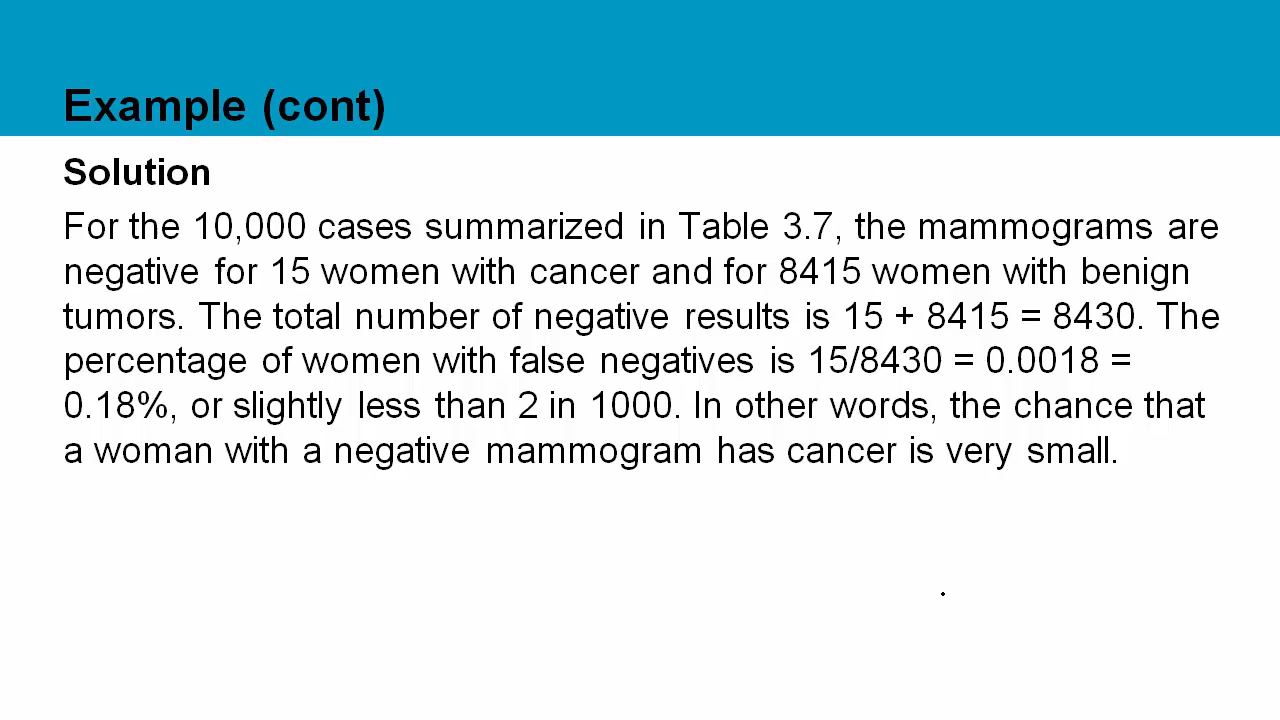 Example (cont)
Solution
For the 10,000 cases summarized in Table 3.7, the mammograms are
negative for 15 women with cancer and for 8415 women with benign
tumors. The total number of negative results is 15 + 8415 = 8430. The
percentage of women with false negatives is 15/8430 = 0.0018 =
0.18%, or slightly less than 2 in 1000. In other words, the chance that
a woman with a negative mammogram has cancer is very small.